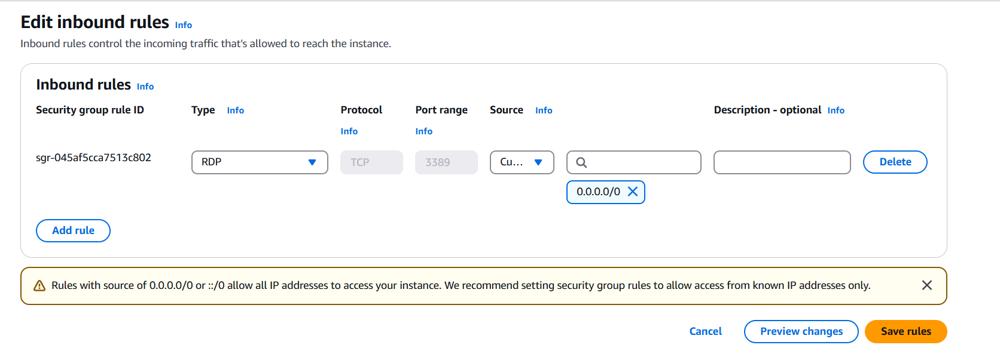 Edit inbound rules Info
Inbound rules control the incoming traffic that's allowed to reach the instance.
Inbound rules Info
Security group rule ID Type Info Protocol Info Port range Info Source Info Description - optional Info
sgr-045af5cca7513c802 RDP TCP 3389 Cu... Delete
0.0.0.0/0
Add rule
Rules with source of 0.0.0.0/0 or ::/0 allow all IP addresses to access your instance. We recommend setting security group rules to allow access from known IP addresses only.
Cancel Preview changes Save rules